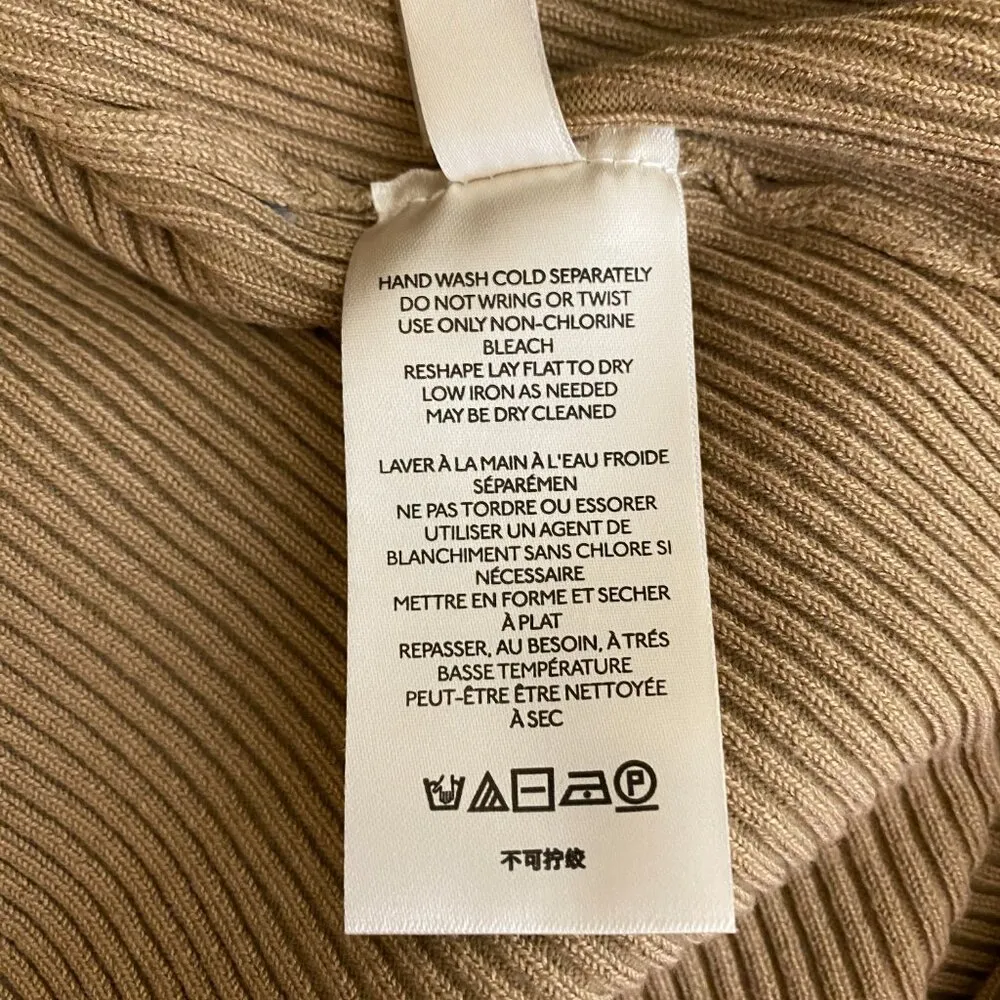 HAND WASH COLD SEPARATELY
DO NOT WRING OR TWIST
USE ONLY NON-CHLORINE
BLEACH
RESHAPE LAY FLAT TO DRY
LOW IRON AS NEEDED
MAY BE DRY CLEANED
LAVER À LA MAIN À L'EAU FROIDE
SÉPARÉMEN
NE PAS TORDRE OU ESSORER
UTILISER UN AGENT DE
BLANCHIMENT SANS CHLORE SI
NÉCESSAIRE
METTRE EN FORME ET SECHER
À PLAT
REPASSER, AU BESOIN, À TRÉS
BASSE TEMPÉRATURE
PEUT-ÊTRE ÊTRE NETTOYÉE
À SEC
P
不可拧绞